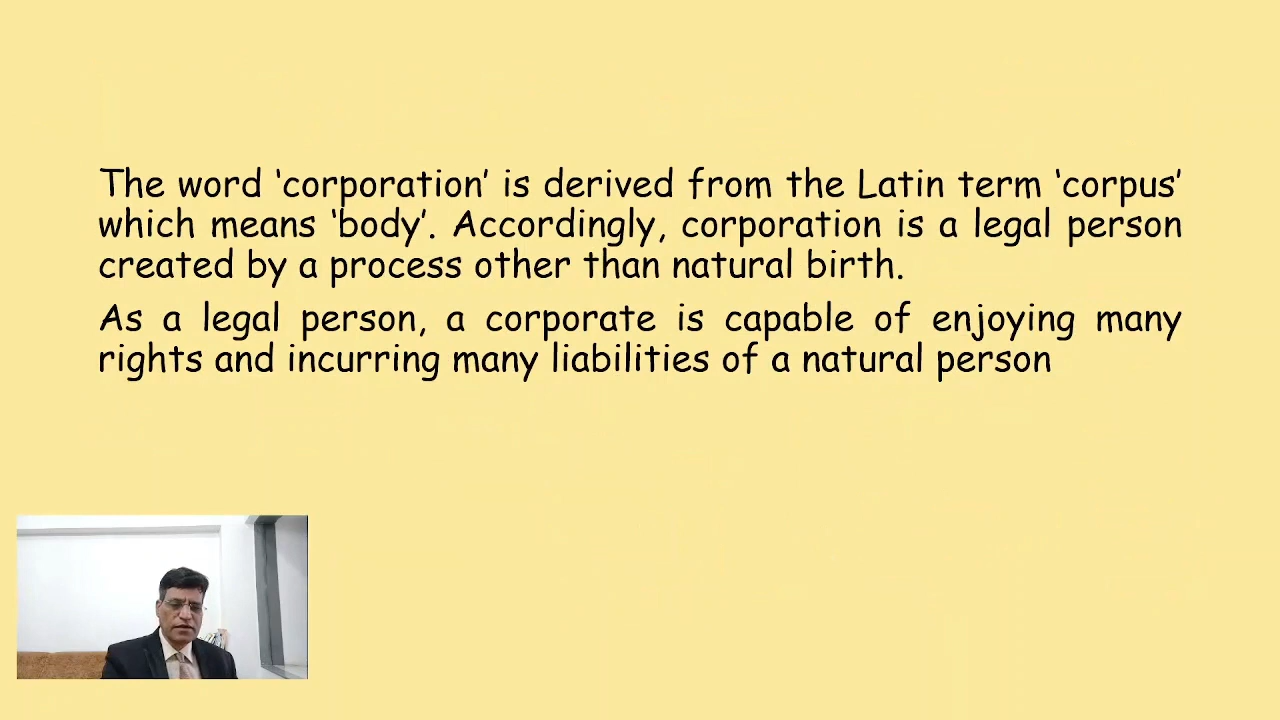 The word ‘corporation’ is derived from the Latin term ‘corpus’
which means ‘body’. Accordingly, corporation is a legal person
created by a process other than natural birth.
As a legal person, a corporate is capable of enjoying many
rights and incurring many liabilities of a natural person